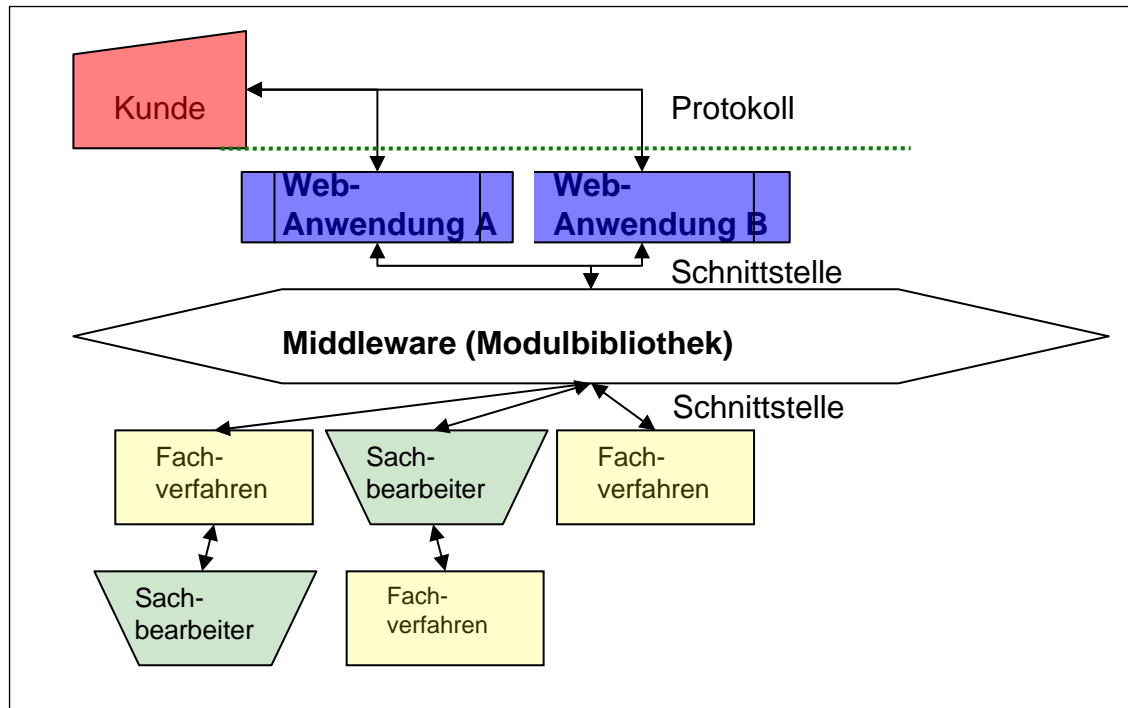 Kunde
Protokoll
Web-
Anwendung A
Web-
Anwendung B
Schnittstelle
Middleware (Modulbibliothek)
Schnittstelle
Fach-
verfahren
Sach-
bearbeiter
Fach-
verfahren
Sach-
bearbeiter
Fach-
verfahren